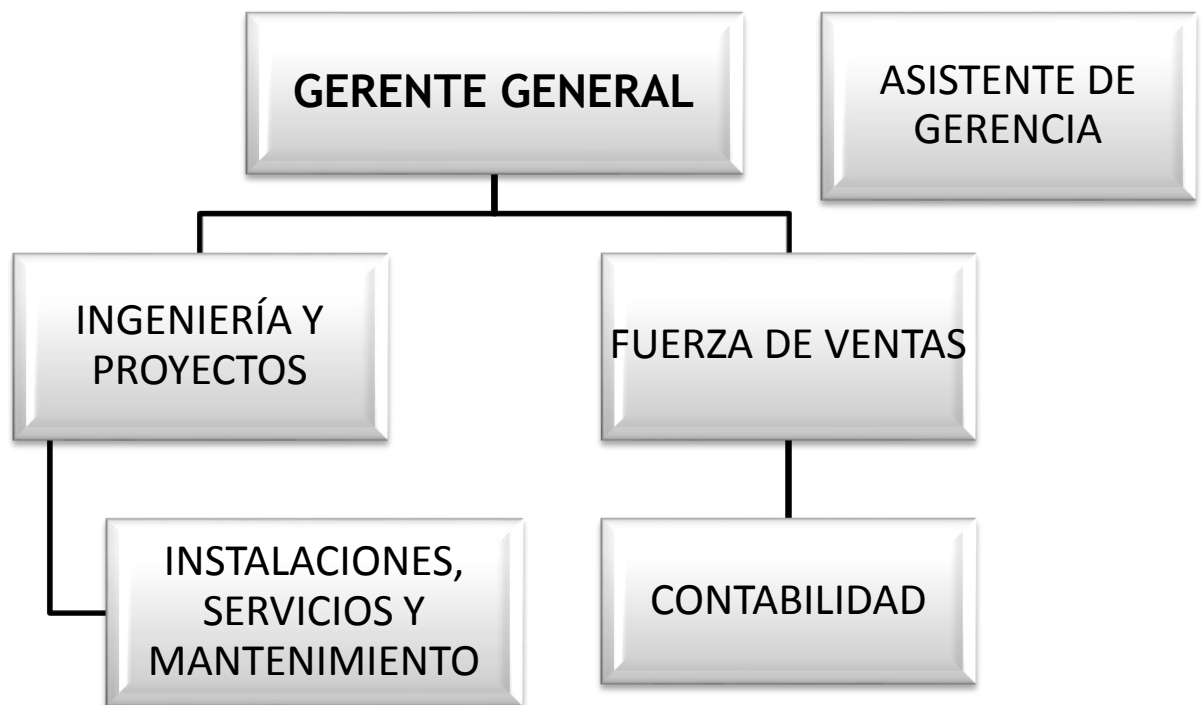 GERENTE GENERAL
ASISTENTE DE
GERENCIA
INGENIERÍA Y
PROYECTOS
FUERZA DE VENTAS
INSTALACIONES,
SERVICIOS Y
MANTENIMIENTO
CONTABILIDAD